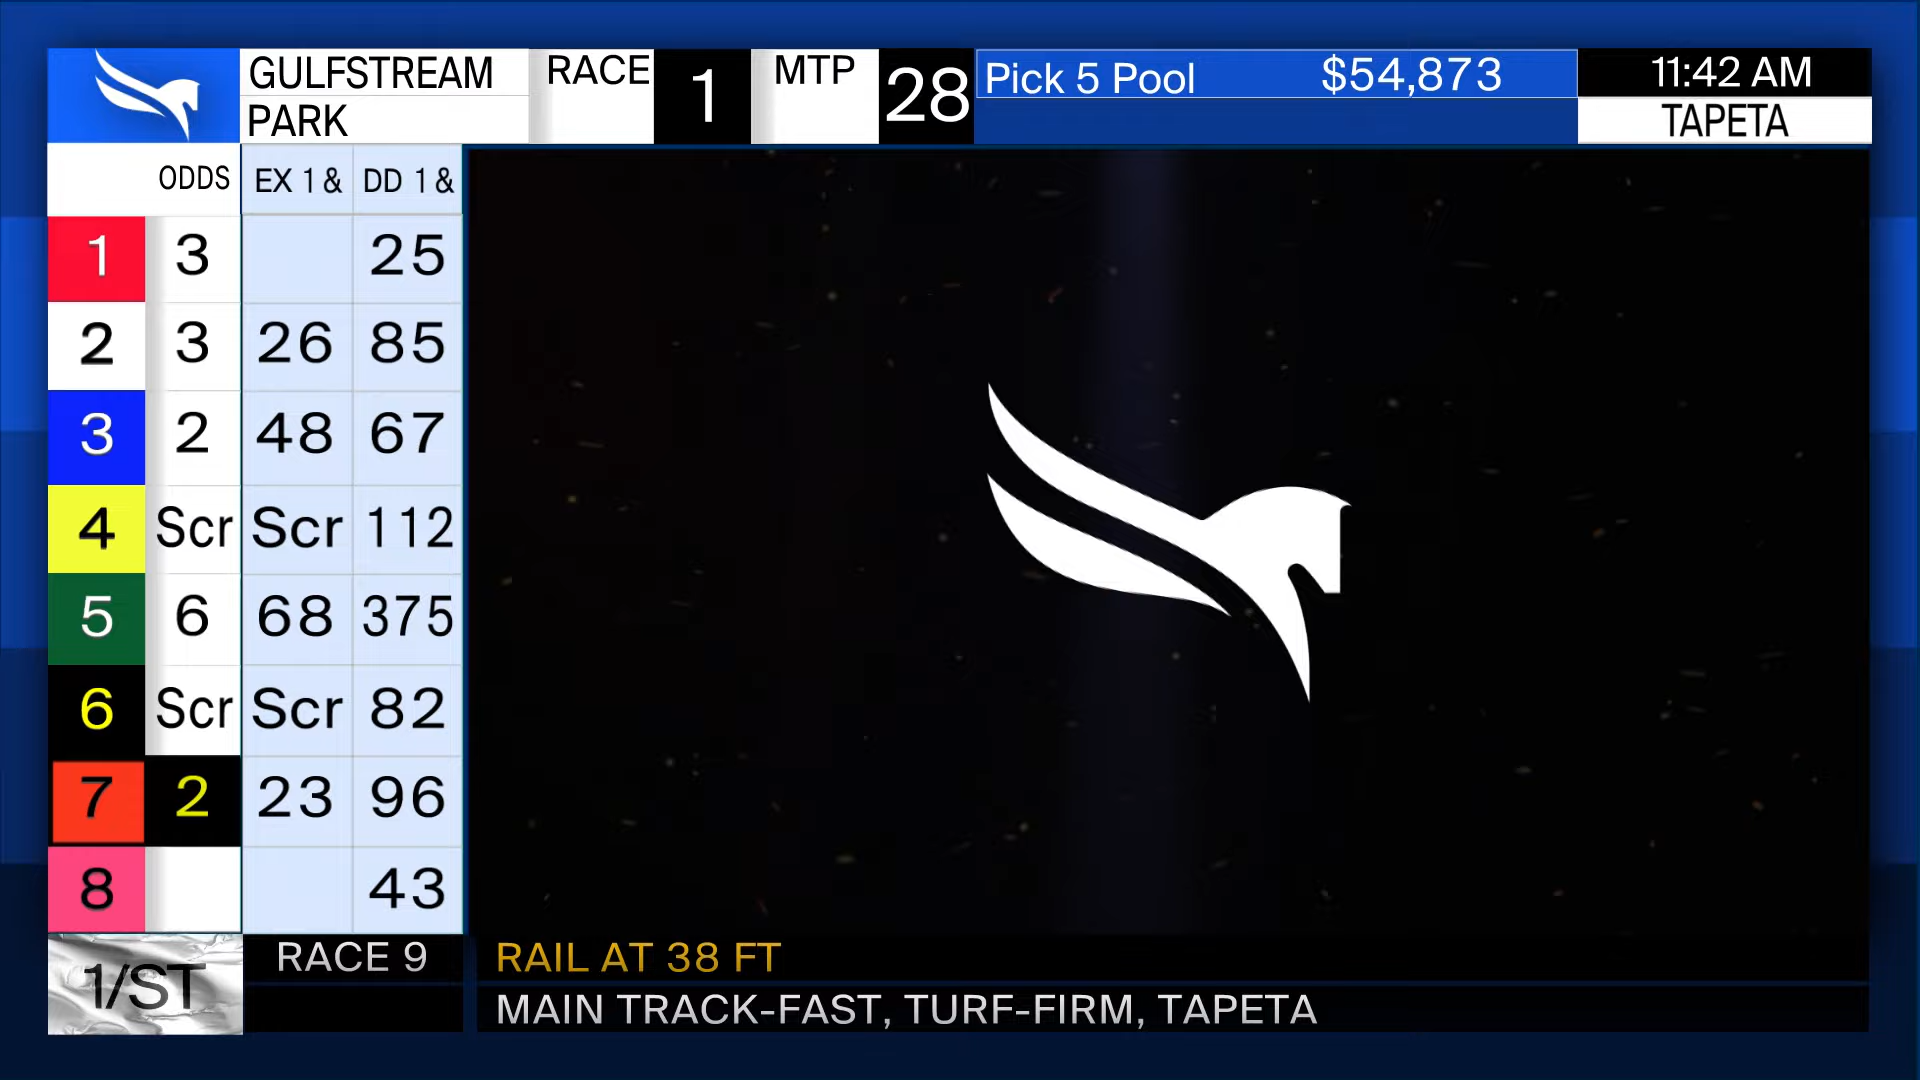 GULFSTREAM PARK RACE 1 MTP 28 Pick 5 Pool $54,873 11:42 AM
TAPETA
ODDS EX 1 & DD 1 &
1 3 25
2 3 26 85
3 2 48 67
4 Scr Scr 112
5 6 68 375
6 Scr Scr 82
7 2 23 96
8 43
1/ST RACE 9 RAIL AT 38 FT
MAIN TRACK-FAST, TURF-FIRM, TAPETA